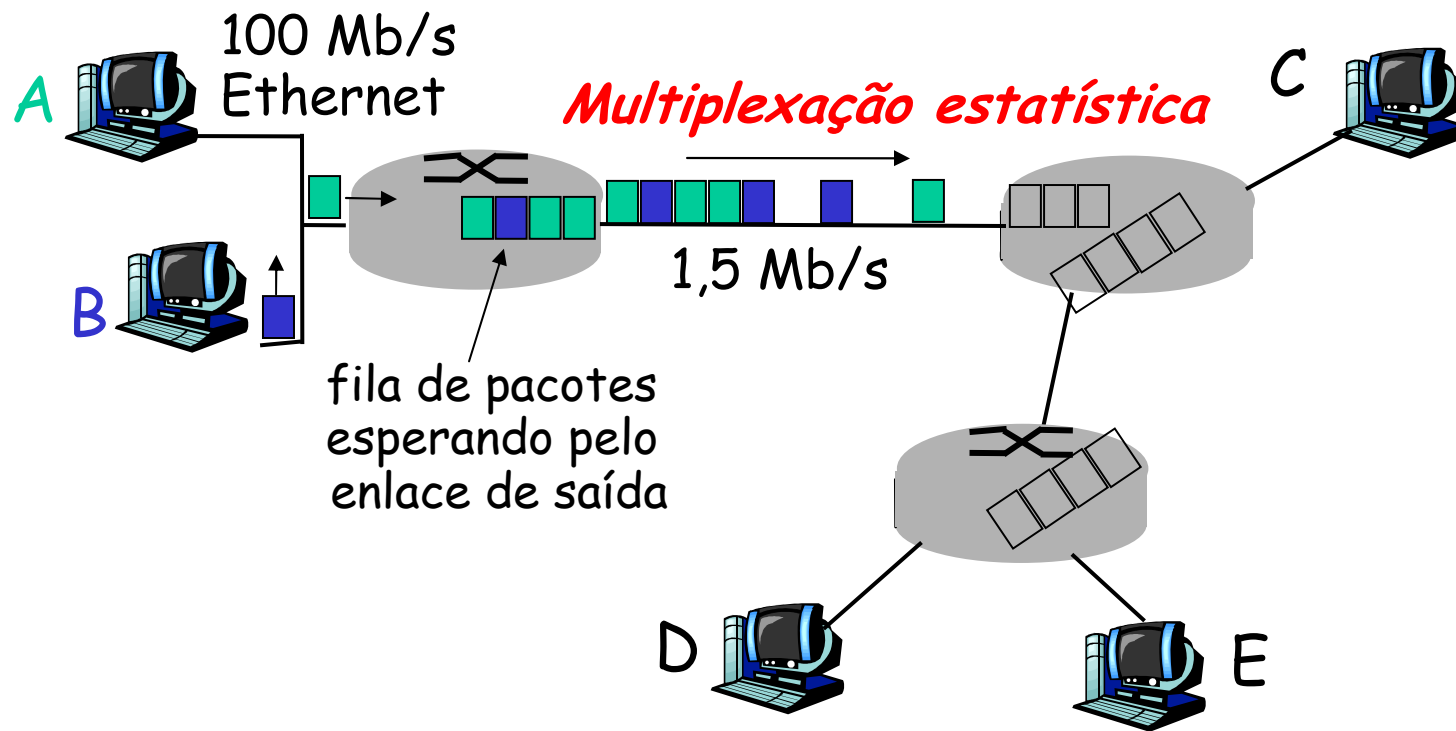 100 Mb/s
Ethernet
A
Multiplexação estatística
C
B
1,5 Mb/s
fila de pacotes
esperando pelo
enlace de saída
D
E